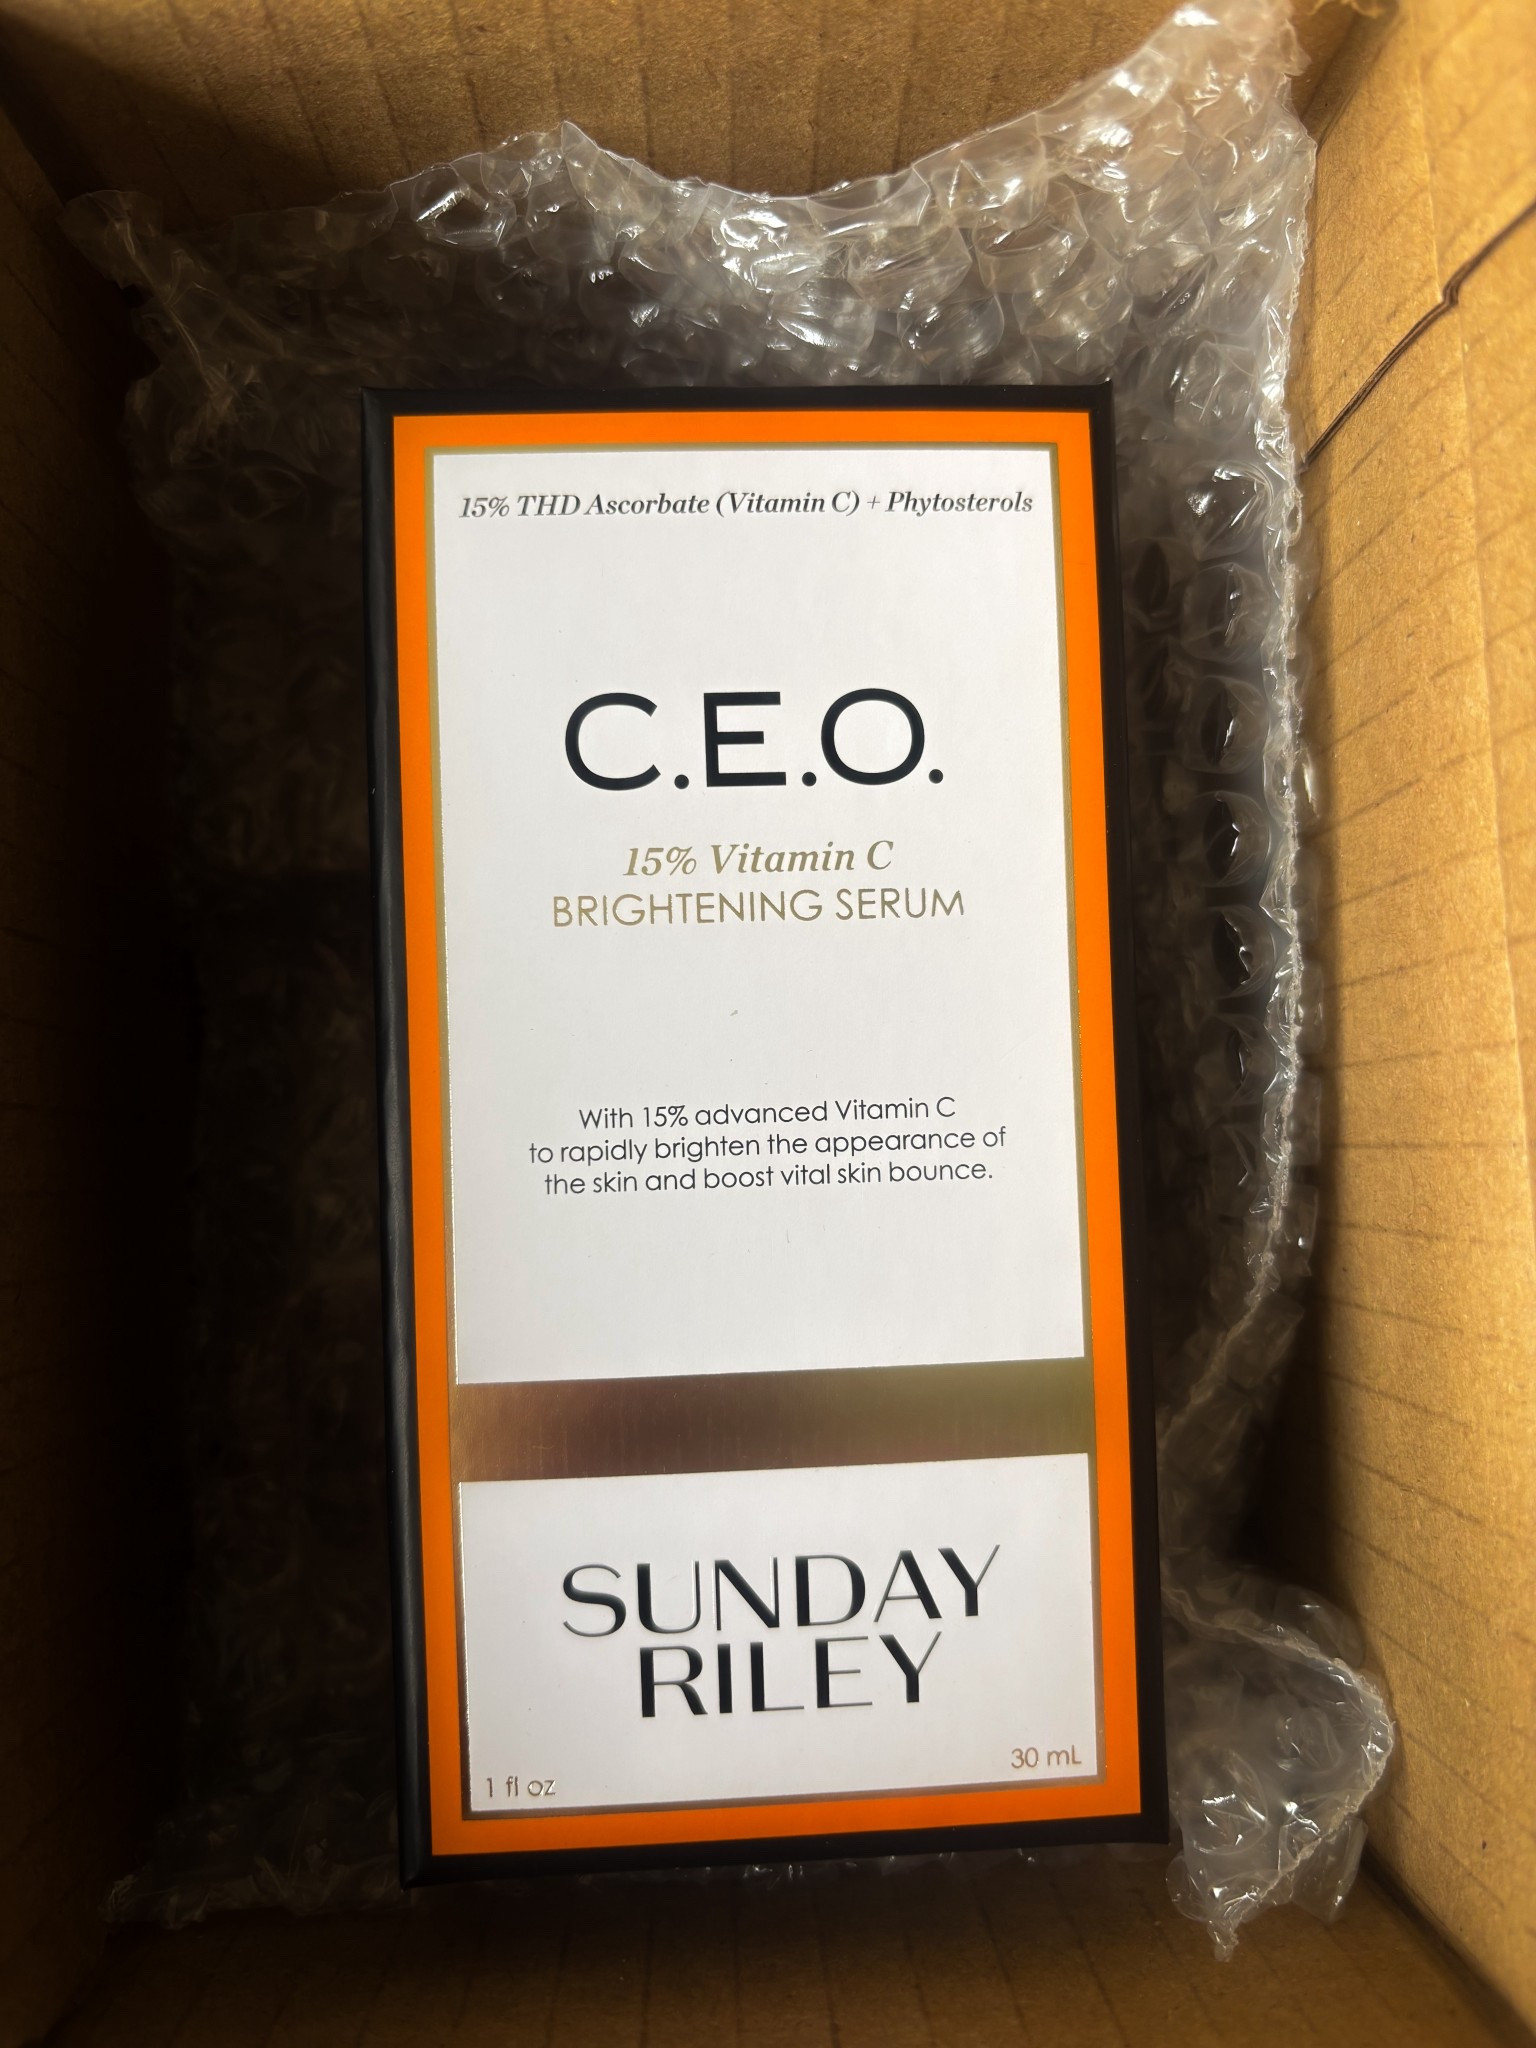 15% THD Ascorbate (Vitamin C) + Phytosterols
C.E.O.
15% Vitamin C
BRIGHTENING SERUM
With 15% advanced Vitamin C
to rapidly brighten the appearance of
the skin and boost vital skin bounce.
SUNDAY
RILEY
1 fl oz
30 mL